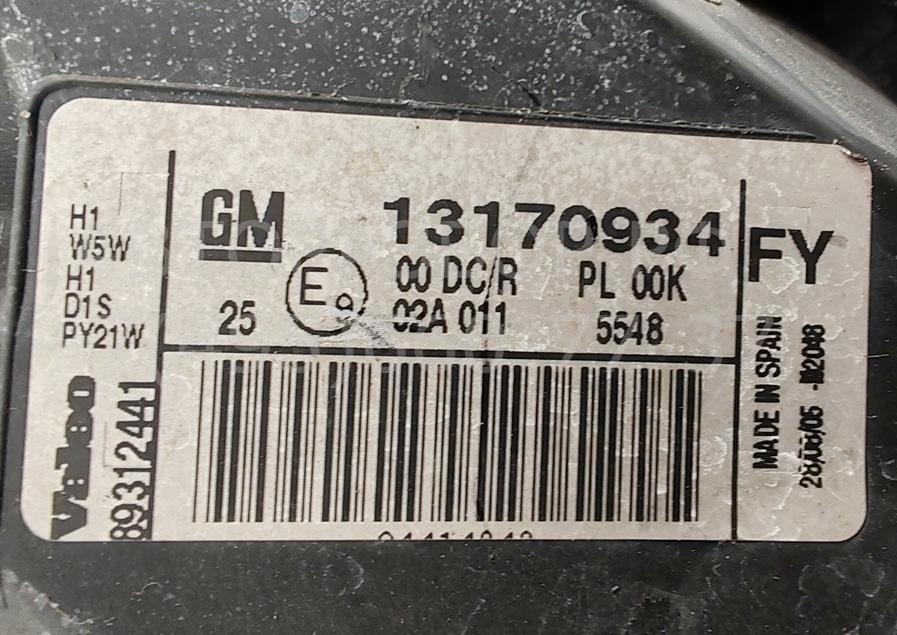 H1
W5W
H1
D1S
PY21W
Valeo
89312441
GM
13170934
25
E9
00 DC/R
PL 00K
02A 011
5548
FY
MADE IN SPAIN